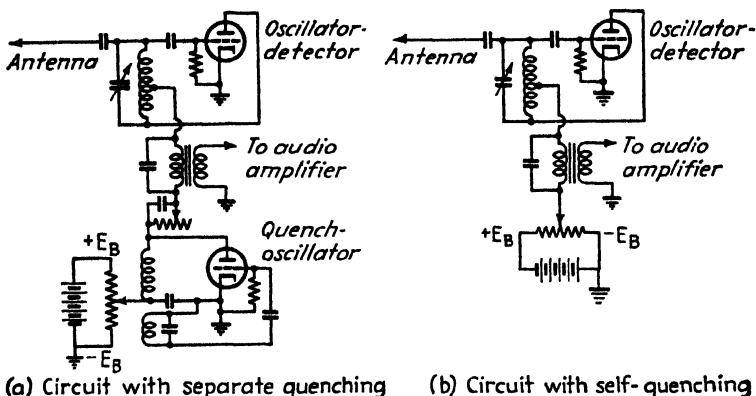 Antenna
Oscillator-
detector
To audio
amplifier
Quench-
oscillator
+E_B
-E_B
(a) Circuit with separate quenching
Antenna
Oscillator-
detector
To audio
amplifier
+E_B
-E_B
(b) Circuit with self-quenching